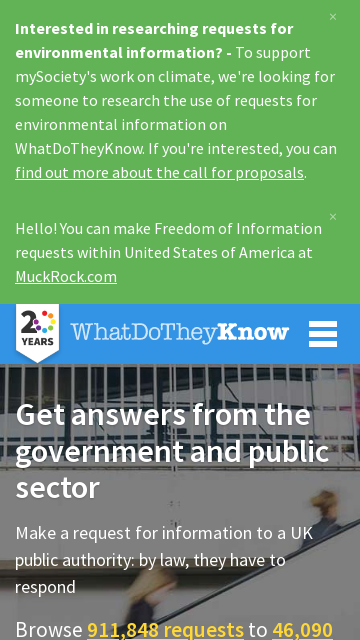 ×
Interested in researching requests for
environmental information? - To support
mySociety's work on climate, we're looking for
someone to research the use of requests for
environmental information on
WhatDoTheyKnow. If you're interested, you can
find out more about the call for proposals.
×
Hello! You can make Freedom of Information
requests within United States of America at
MuckRock.com
20
YEARS
WhatDoTheyKnow
Get answers from the
government and public
sector
Make a request for information to a UK
public authority: by law, they have to
respond
Browse 911,848 requests to 46,090